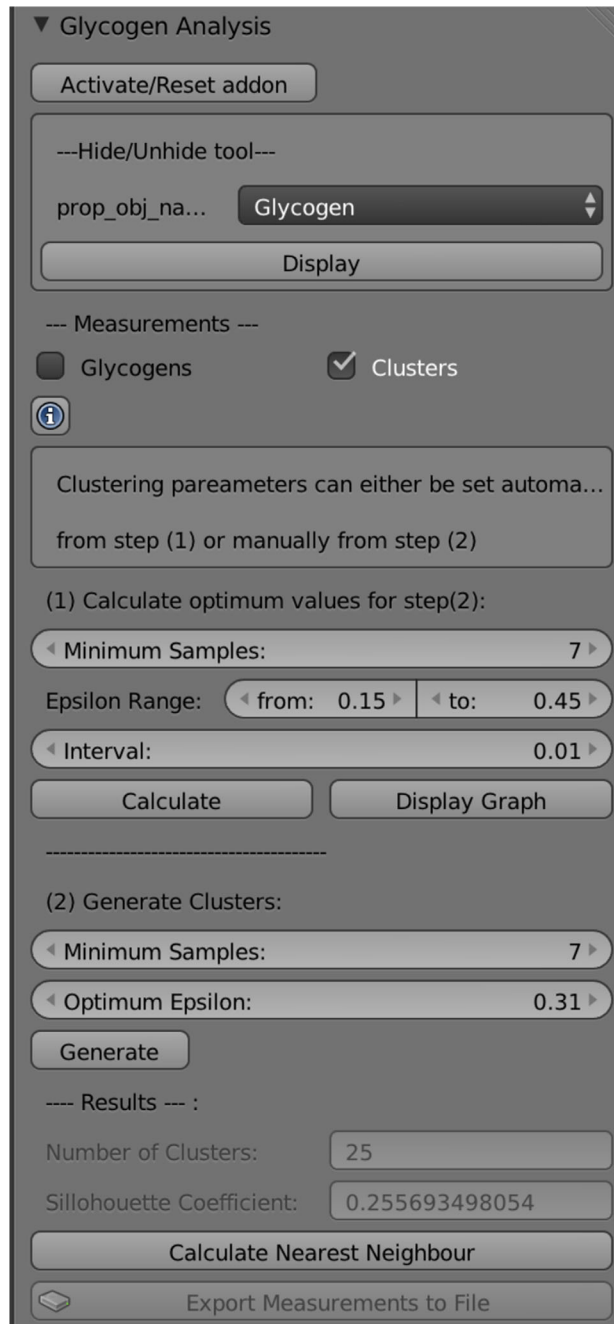 Glycogen Analysis
Activate/Reset addon
---Hide/Unhide tool---
prop_obj_na... Glycogen
Display
--- Measurements ---
Glycogens Clusters
Clustering pareameters can either be set automa...
from step (1) or manually from step (2)
(1) Calculate optimum values for step(2):
Minimum Samples: 7
Epsilon Range: from: 0.15 to: 0.45
Interval: 0.01
Calculate Display Graph
----------------------------------------
(2) Generate Clusters:
Minimum Samples: 7
Optimum Epsilon: 0.31
Generate
---- Results --- :
Number of Clusters: 25
Sillohouette Coefficient: 0.255693498054
Calculate Nearest Neighbour
Export Measurements to File